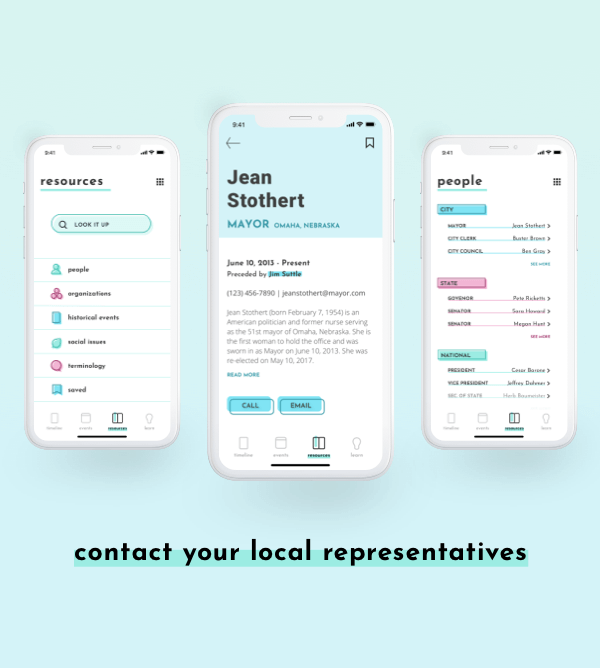 9:41
resources
LOOK IT UP
people
organizations
historical events
social issues
terminology
saved
timeline
events
resources
learn
9:41
Jean
Stothert
MAYOR OMAHA, NEBRASKA
June 10, 2013 - Present
Preceded by Jim Suttle
(123) 456-7890 | jeanstothert@mayor.com
Jean Stothert (born February 7, 1954) is an
American politician and former nurse serving
as the 51st mayor of Omaha, Nebraska. She is
the first woman to hold the office and was
sworn in as Mayor on June 10, 2013. She was
re-elected on May 10, 2017.
READ MORE
CALL EMAIL
timeline events resources learn
9:41
people
CITY
MAYOR Jean Stothert
CITY CLERK Buster Brown
CITY COUNCIL Ben Gray
SEE MORE
STATE
GOVENOR Pete Ricketts
SENATOR Sara Howard
SENATOR Megan Hunt
SEE MORE
NATIONAL
PRESIDENT Cesar Barone
VICE PRESIDENT Jeffrey Dahmer
SEC. OF STATE Herb Baumeister
timeline events resources learn
contact your local representatives